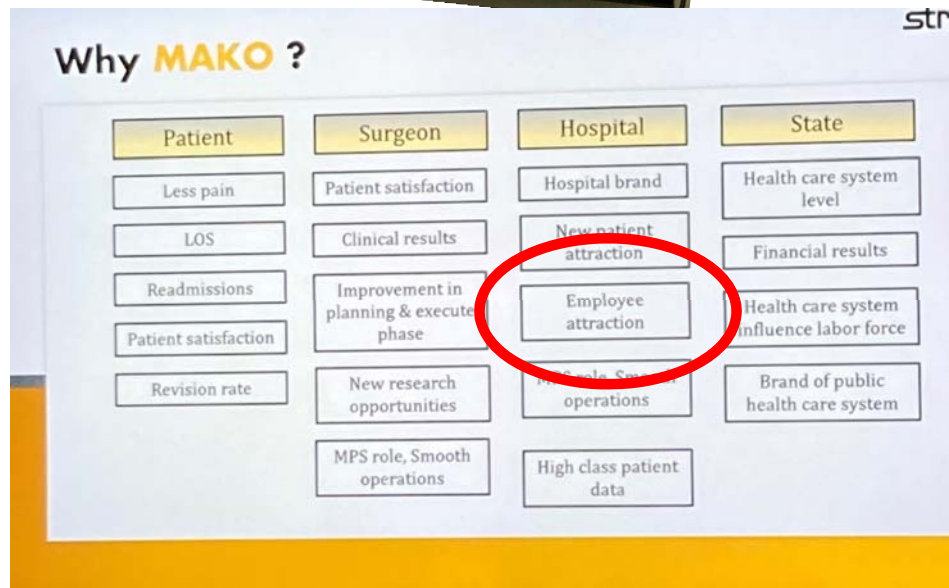 str
Why MAKO ?
Patient
Less pain
LOS
Readmissions
Patient satisfaction
Revision rate
Surgeon
Patient satisfaction
Clinical results
Improvement in
planning & execute
phase
New research
opportunities
MPS role, Smooth
operations
Hospital
Hospital brand
New patient
attraction
Employee
attraction
MPS role, Smooth
operations
High class patient
data
State
Health care system
level
Financial results
Health care system
influence labor force
Brand of public
health care system